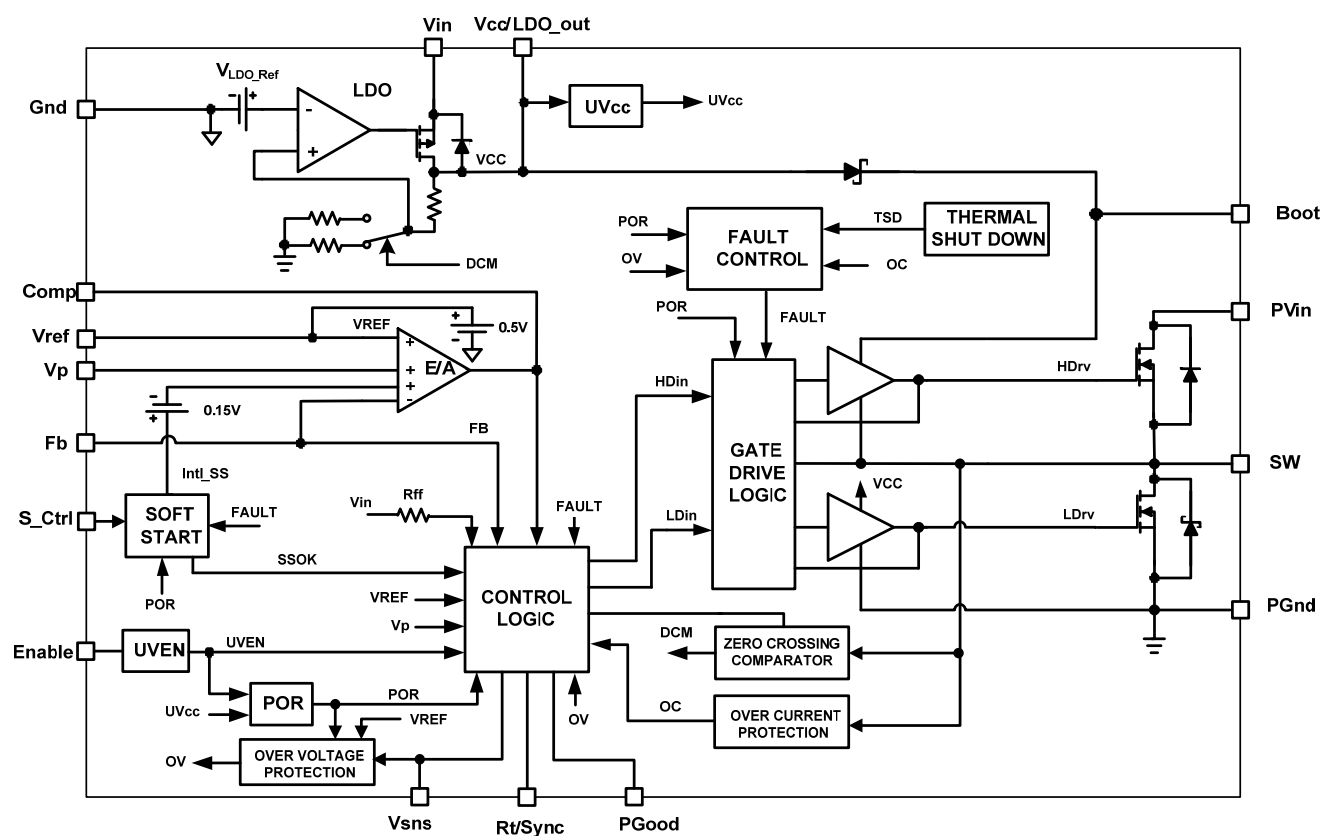 Vin
Vcc/LDO_out
VLDO_Ref
LDO
Gnd
-
+
-
+
UVcc
UVcc
VCC
DCM
POR
OV
FAULT
CONTROL
TSD
THERMAL
SHUT DOWN
OC
Boot
Comp
Vref
VREF
+
-
0.5V
Vp
+
+
+
-
E/A
-
+
0.15V
Fb
FB
Intl_SS
POR
FAULT
PVin
HDin
HDrv
GATE
DRIVE
LOGIC
SW
VCC
S_Ctrl
SOFT
START
FAULT
POR
SSOK
Vin
Rff
FAULT
LDin
LDrv
CONTROL
LOGIC
VREF
Vp
PGnd
Enable
UVEN
UVEN
DCM
ZERO CROSSING
COMPARATOR
POR
UVcc
POR
VREF
OV
OC
OVER CURRENT
PROTECTION
OV
OVER VOLTAGE
PROTECTION
Vsns
Rt/Sync
PGood